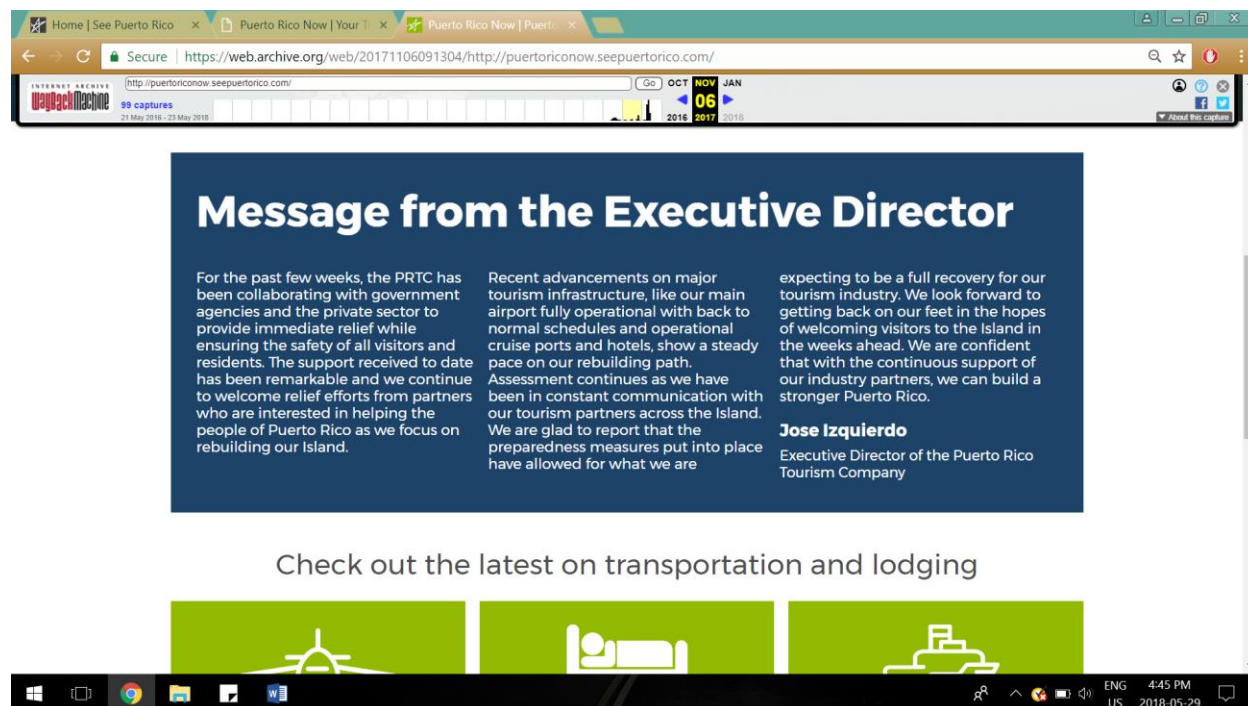 Home | See Puerto Rico
Puerto Rico Now | Your T
Puerto Rico Now | Puerto
Secure
https://web.archive.org/web/20171106091304/http://puertoriconow.seepuertorico.com/
INTERNET ARCHIVE
WayBackMachine
http://puertoriconow.seepuertorico.com/
Go
99 captures
21 May 2016 - 23 May 2018
OCT NOV JAN
06
2016 2017 2018
About this capture
Message from the Executive Director
For the past few weeks, the PRTC has
been collaborating with government
agencies and the private sector to
provide immediate relief while
ensuring the safety of all visitors and
residents. The support received to date
has been remarkable and we continue
to welcome relief efforts from partners
who are interested in helping the
people of Puerto Rico as we focus on
rebuilding our Island.
Recent advancements on major
tourism infrastructure, like our main
airport fully operational with back to
normal schedules and operational
cruise ports and hotels, show a steady
pace on our rebuilding path.
Assessment continues as we have
been in constant communication with
our tourism partners across the Island.
We are glad to report that the
preparedness measures put into place
have allowed for what we are
expecting to be a full recovery for our
tourism industry. We look forward to
getting back on our feet in the hopes
of welcoming visitors to the Island in
the weeks ahead. We are confident
that with the continuous support of
our industry partners, we can build a
stronger Puerto Rico.
Jose Izquierdo
Executive Director of the Puerto Rico
Tourism Company
Check out the latest on transportation and lodging
ENG
US
4:45 PM
2018-05-29